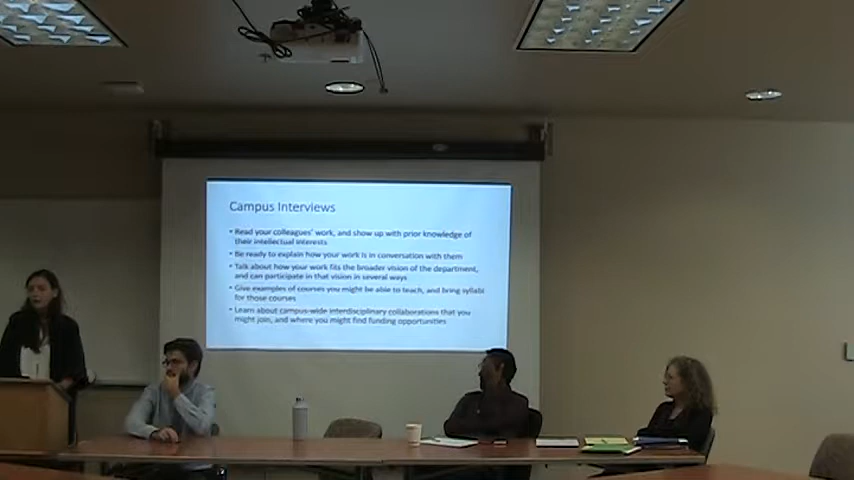 Campus Interviews
• Read your colleagues' work, and show up with prior knowledge of
their intellectual interests
• Be ready to explain how your work is in conversation with them
• Talk about how your work fits the broader vision of the department,
and can participate in that vision in several ways
• Give examples of courses you might be able to teach, and bring syllabi
for those courses
• Learn about campus-wide interdisciplinary collaborations that you
might join, and where you might find funding opportunities